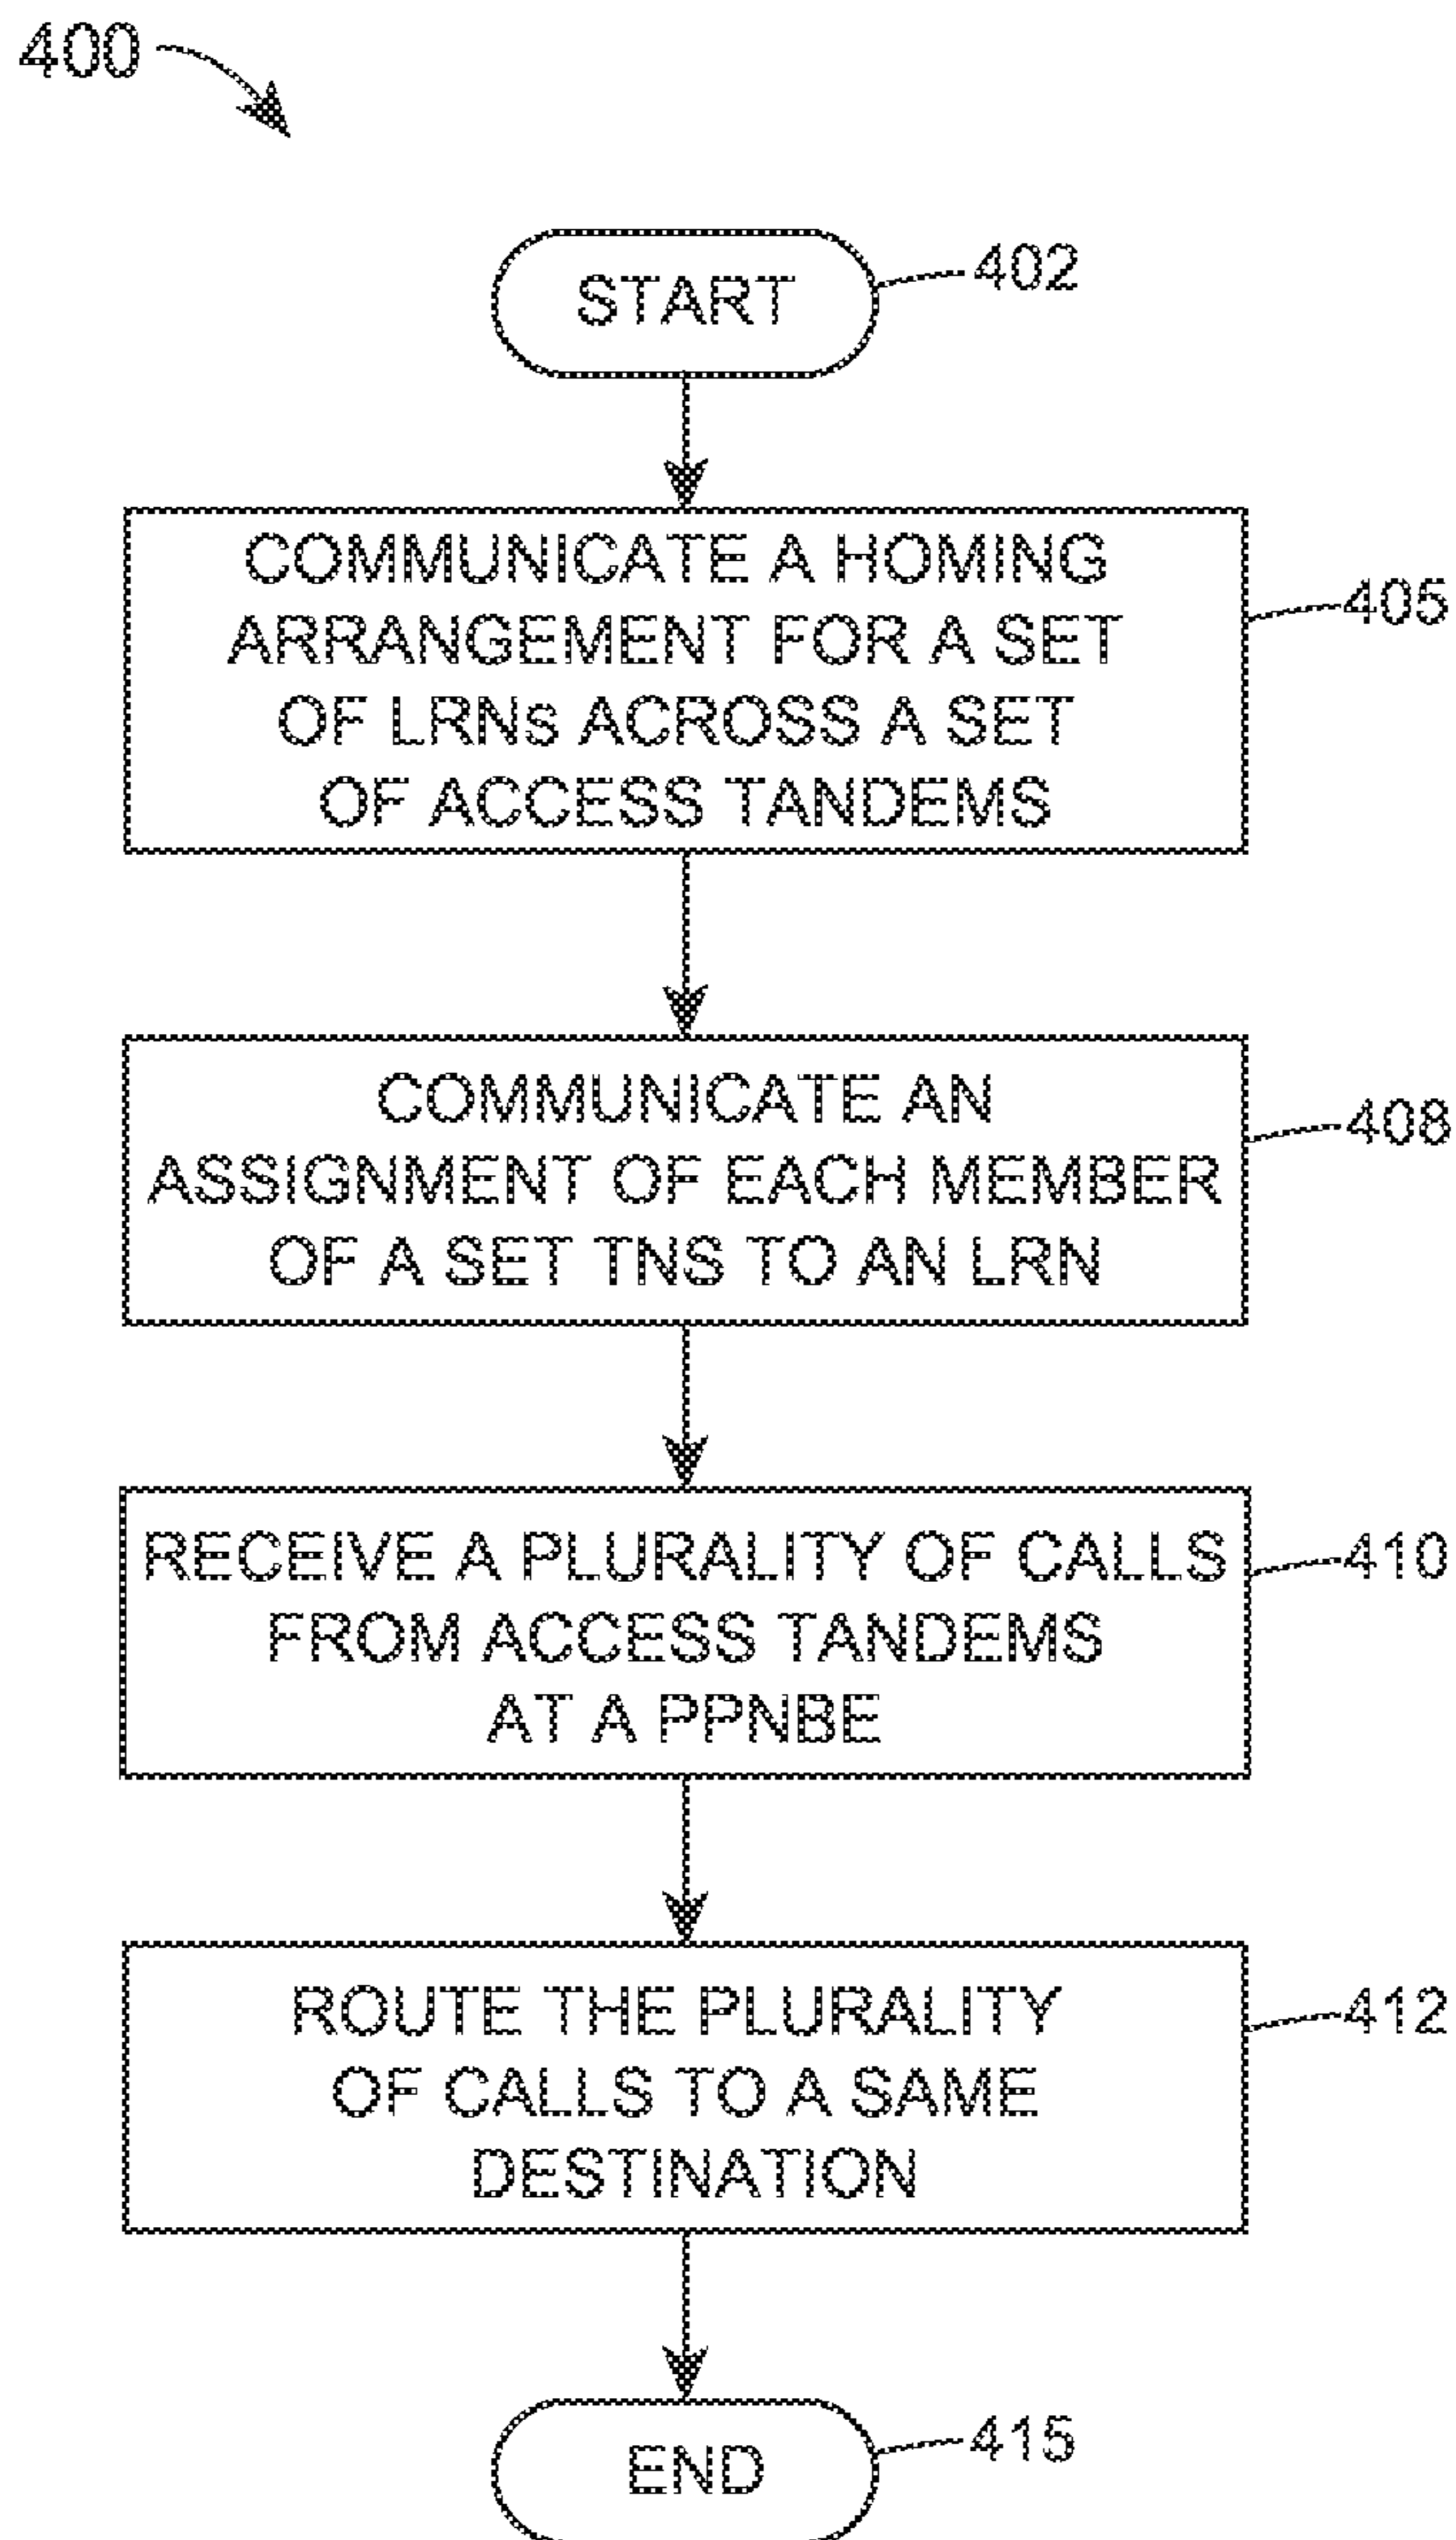 400
START
402
COMMUNICATE A HOMING
ARRANGEMENT FOR A SET
OF LRNs ACROSS A SET
OF ACCESS TANDEMS
405
COMMUNICATE AN
ASSIGNMENT OF EACH MEMBER
OF A SET TNS TO AN LRN
408
RECEIVE A PLURALITY OF CALLS
FROM ACCESS TANDEMS
AT A PPNBE
410
ROUTE THE PLURALITY
OF CALLS TO A SAME
DESTINATION
412
END
415